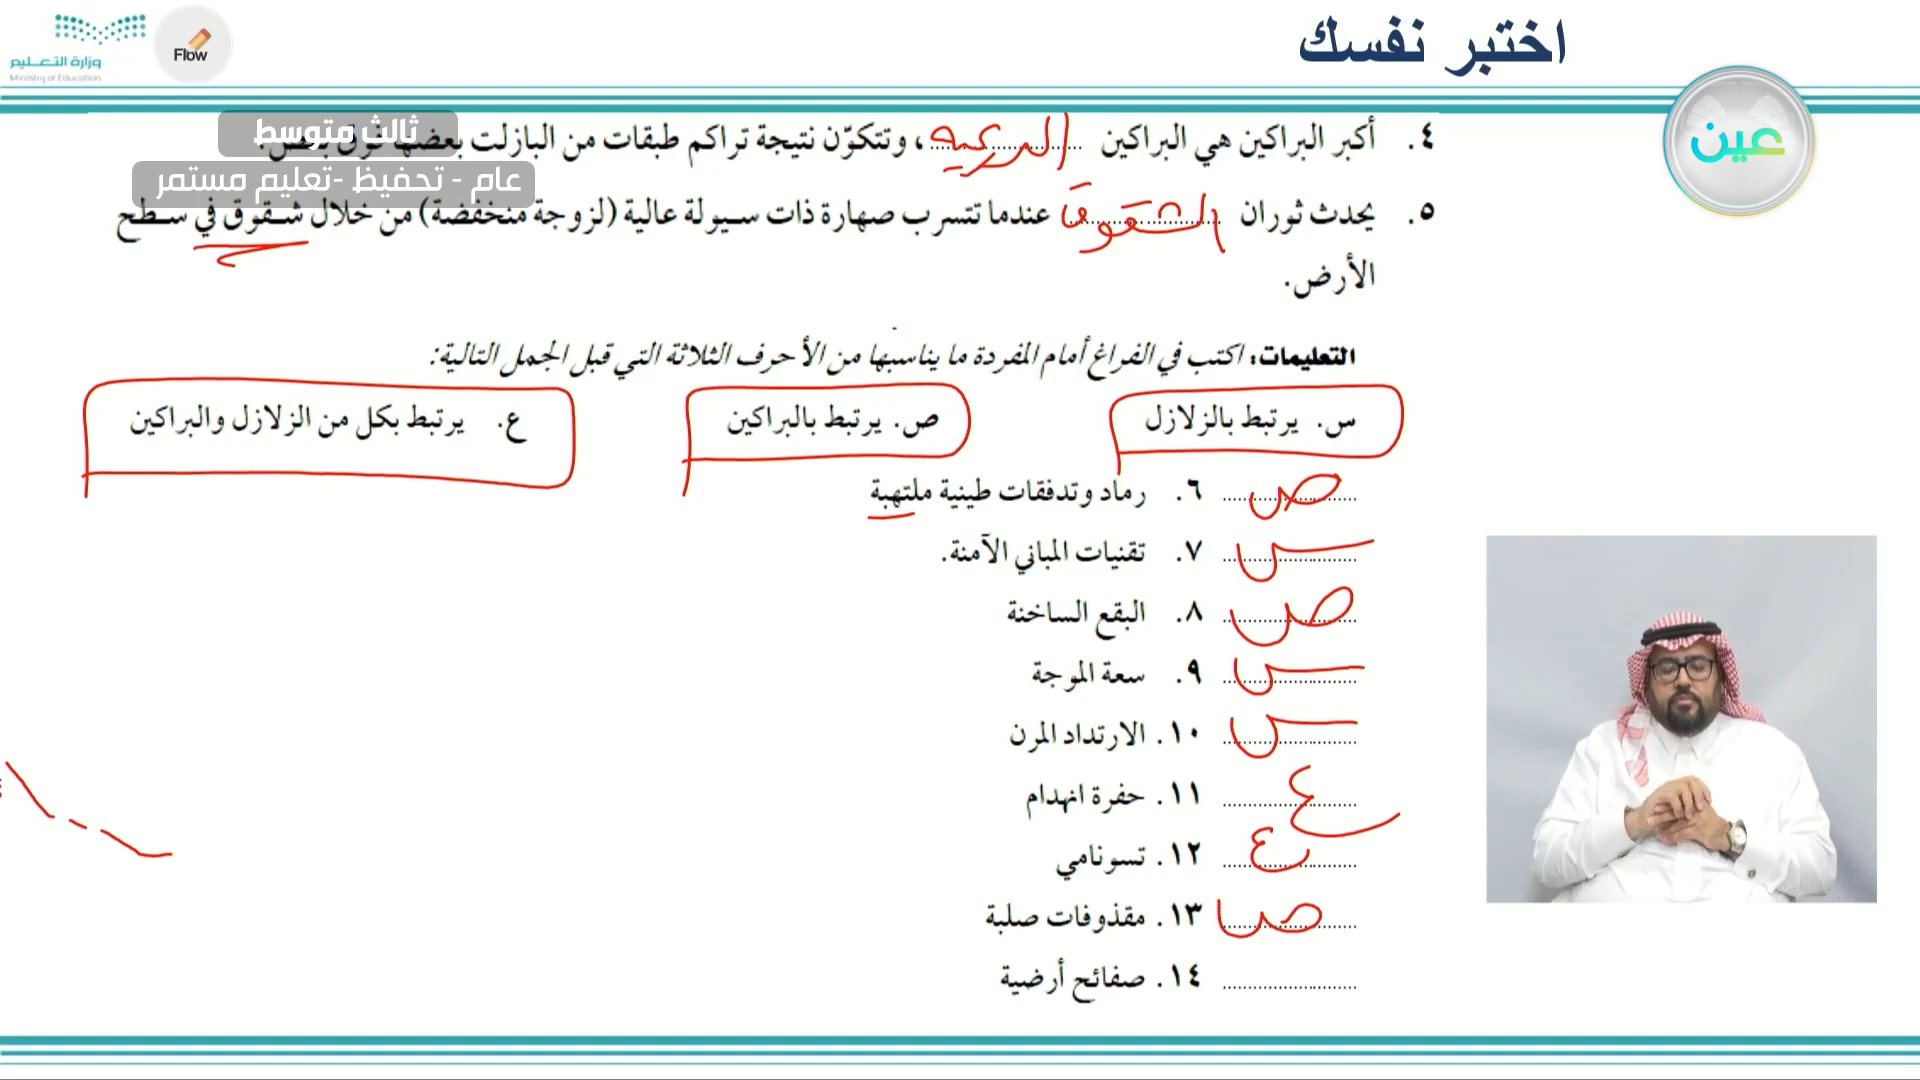 اختبر نفسك
وزارة التعليم
Ministry of Education
Flow
عين
ثالث متوسط
عام - تحفيظ -تعليم مستمر
٤. أكبر البراكين هي البراكين الدرعية، وتتكوّن نتيجة تراكم طبقات من البازلت بعضها فوق بعض.
٥. يحدث ثوران الشقوق عندما تتسرب صهارة ذات سيولة عالية (لزوجة منخفضة) من خلال شقوق في سطح
الأرض.
التعليمات: اكتب في الفراغ أمام المفردة ما يناسبها من الأحرف الثلاثة التي قبل الجمل التالية:
س. يرتبط بالزلازل ص. يرتبط بالبراكين ع. يرتبط بكل من الزلازل والبراكين
ص ٦. رماد وتدفقات طينية ملتهبة
س ٧. تقنيات المباني الآمنة.
ص ٨. البقع الساخنة
س ٩. سعة الموجة
س ١٠. الارتداد المرن
ع ١١. حفرة انهدام
ع ١٢. تسونامي
ص ١٣. مقذوفات صلبة
١٤. صفائح أرضية